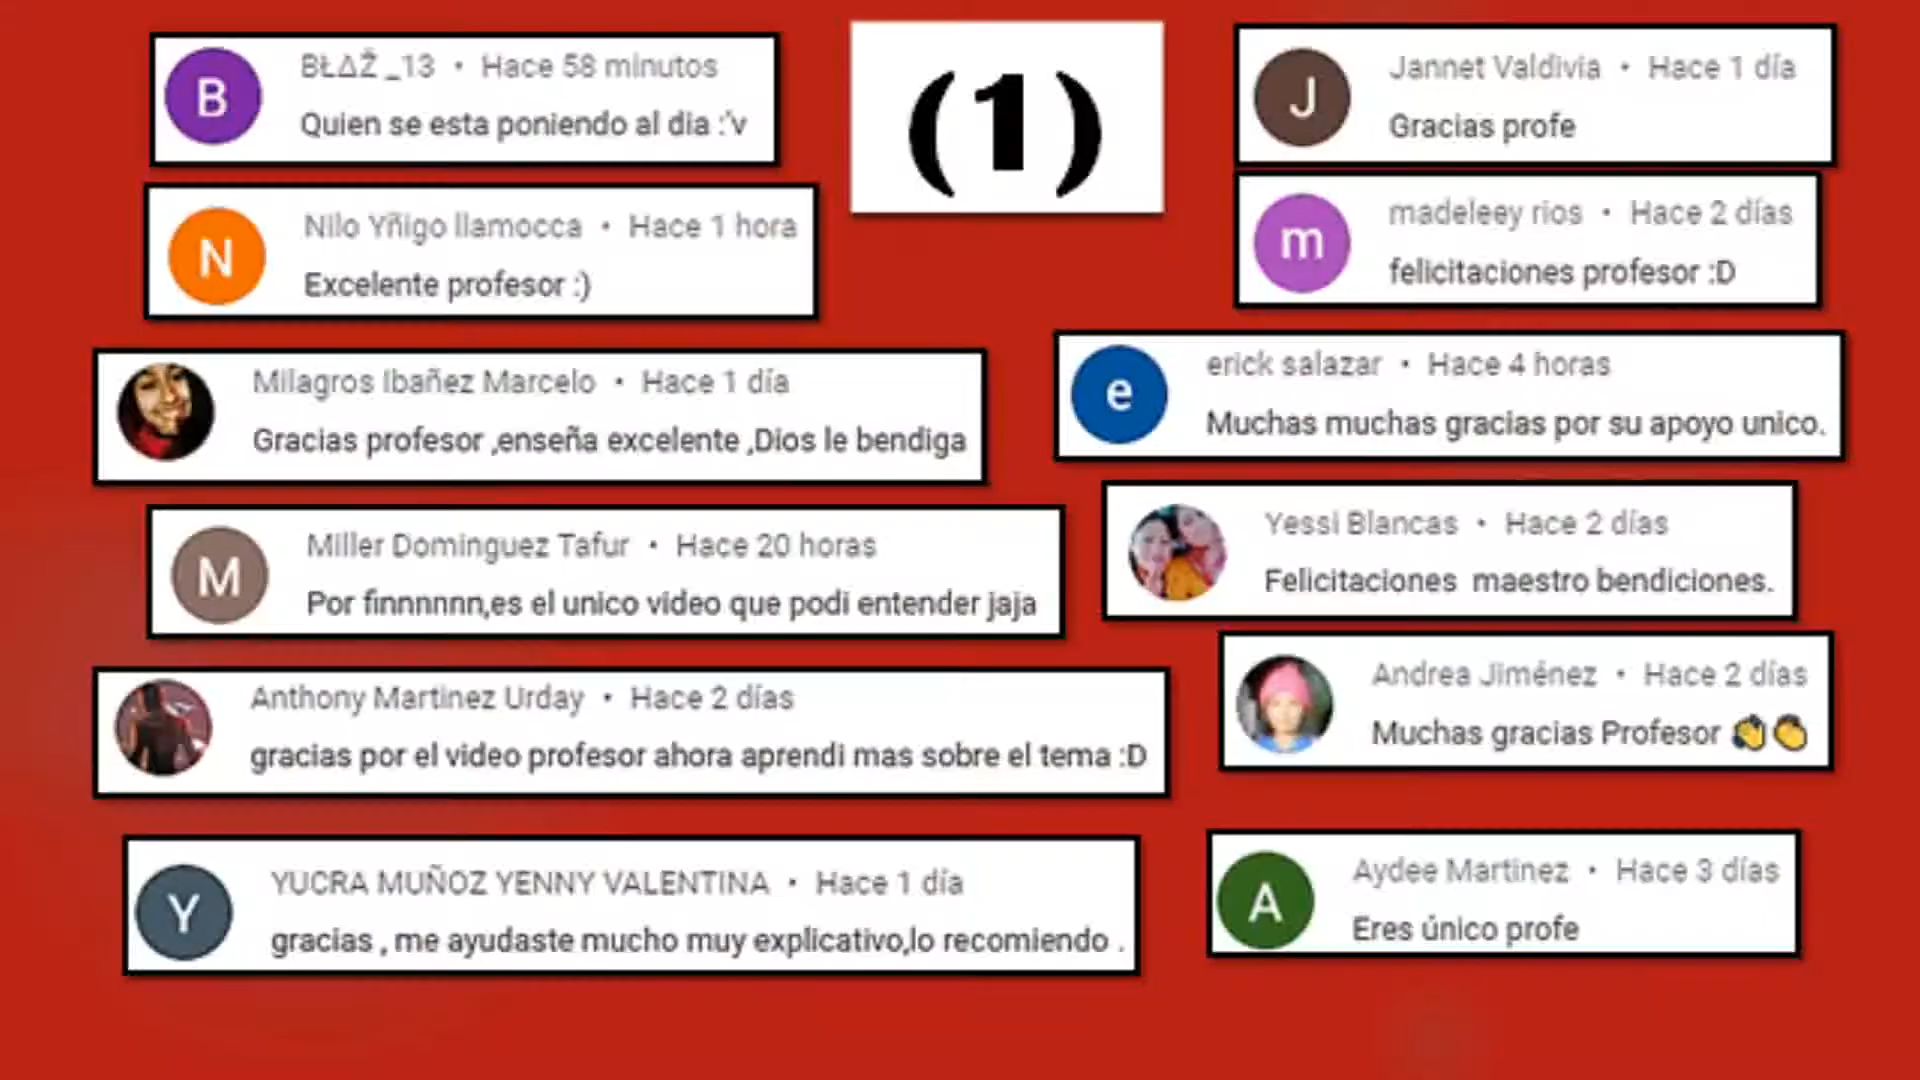 B
BŁΔŽ _13 • Hace 58 minutos
Quien se esta poniendo al dia :'v
N
Nilo Yñigo llamocca • Hace 1 hora
Excelente profesor :)
Milagros Ibañez Marcelo • Hace 1 día
Gracias profesor ,enseña excelente ,Dios le bendiga
M
Miller Dominguez Tafur • Hace 20 horas
Por finnnnnn,es el unico video que podi entender jaja
Anthony Martinez Urday • Hace 2 días
gracias por el video profesor ahora aprendi mas sobre el tema :D
Y
YUCRA MUÑOZ YENNY VALENTINA • Hace 1 día
gracias , me ayudaste mucho muy explicativo,lo recomiendo .
(1)
J
Jannet Valdivia • Hace 1 día
Gracias profe
m
madeleey rios • Hace 2 días
felicitaciones profesor :D
e
erick salazar • Hace 4 horas
Muchas muchas gracias por su apoyo unico.
Yessi Blancas • Hace 2 días
Felicitaciones maestro bendiciones.
Andrea Jiménez • Hace 2 días
Muchas gracias Profesor 👏👏
A
Aydee Martinez • Hace 3 días
Eres único profe